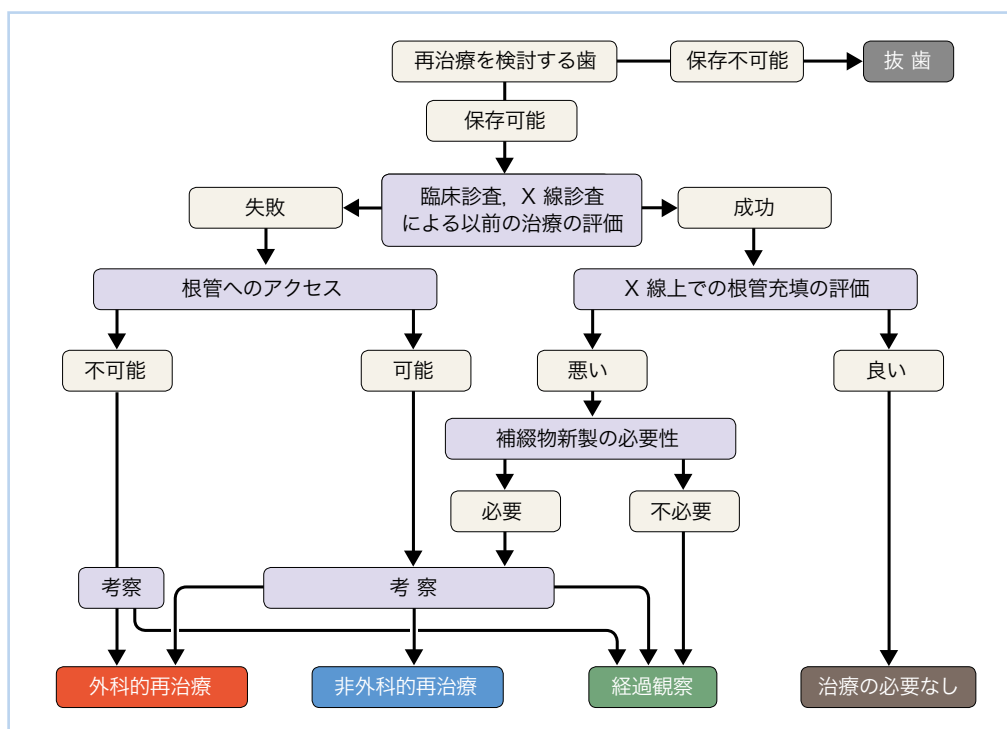 再治療を検討する歯
保存不可能
抜 歯
保存可能
失敗
臨床診査，X 線診査
による以前の治療の評価
成功
根管へのアクセス
X 線上での根管充填の評価
不可能
可能
悪い
良い
補綴物新製の必要性
必要
不必要
考察
考 察
外科的再治療
非外科的再治療
経過観察
治療の必要なし